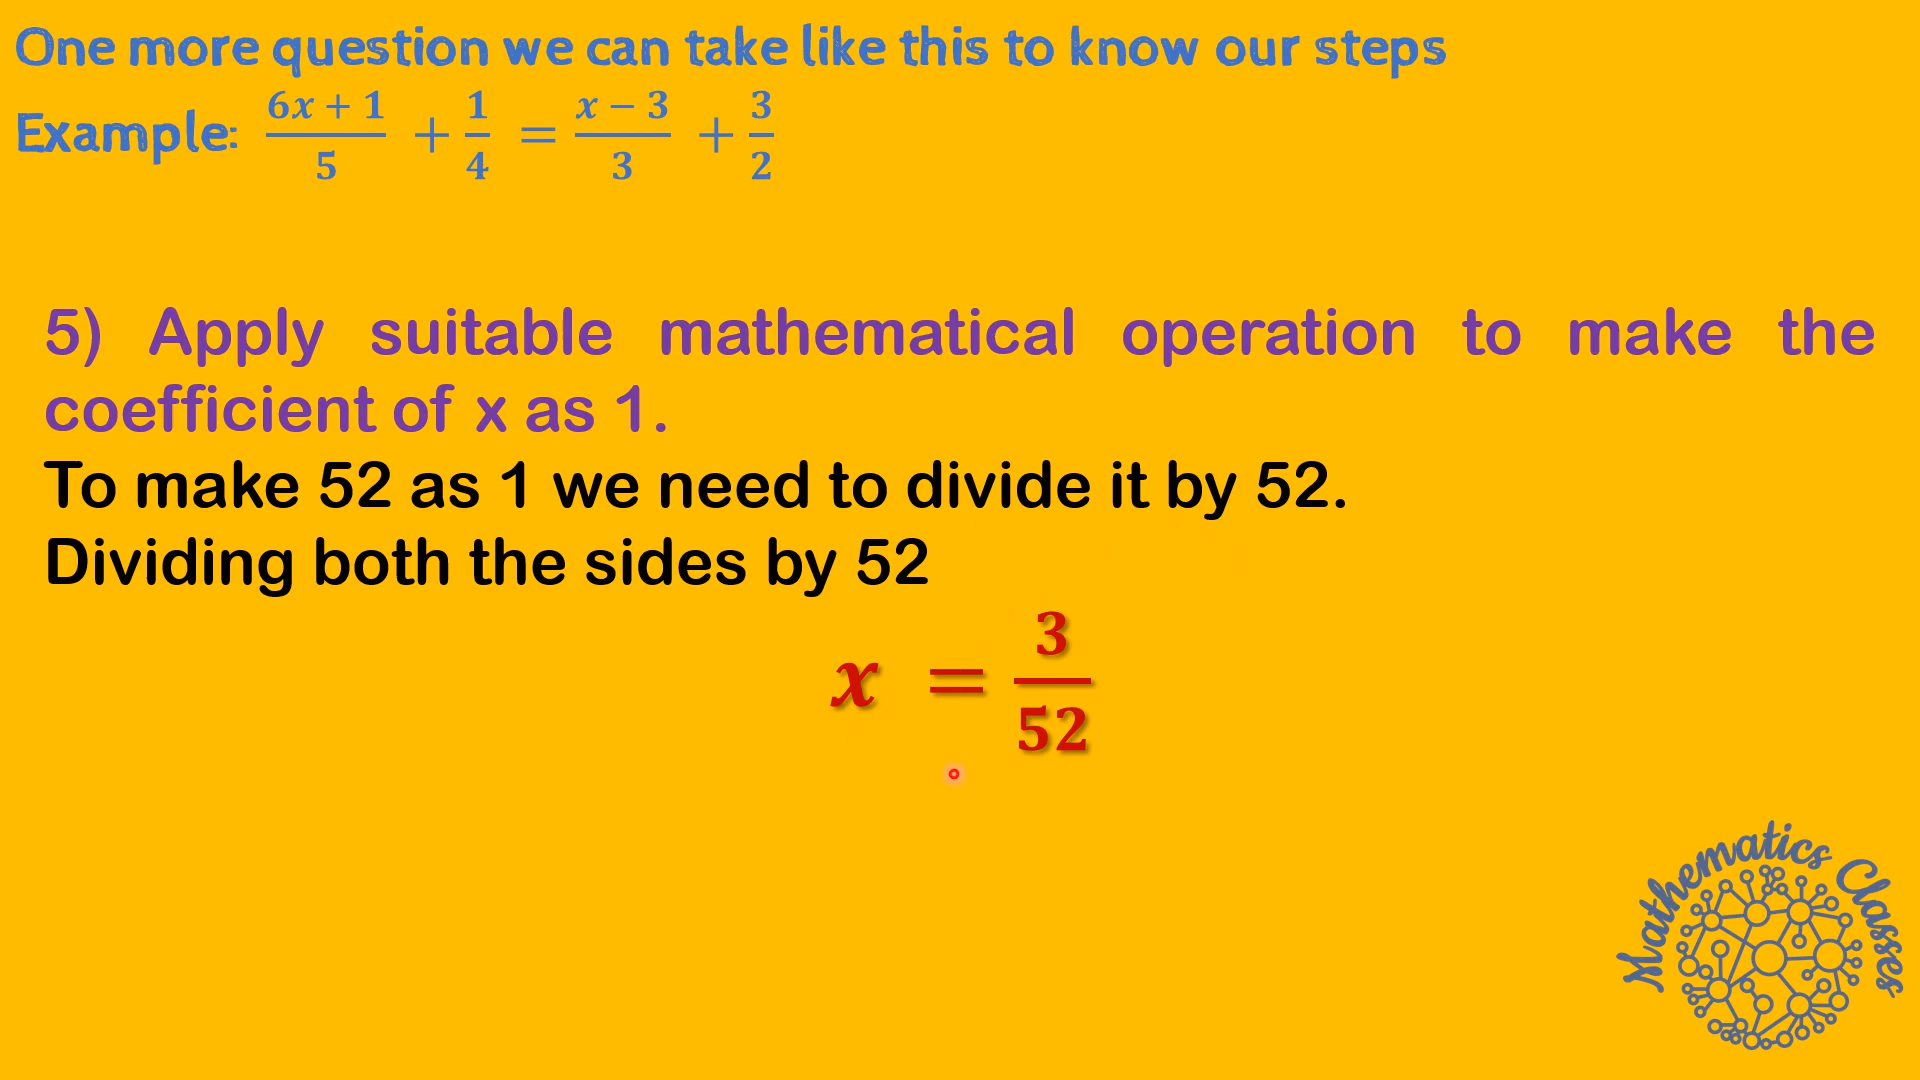 One more question we can take like this to know our steps
Example: (6x + 1)/5 + 1/4 = (x − 3)/3 + 3/2
5) Apply suitable mathematical operation to make the
coefficient of x as 1.
To make 52 as 1 we need to divide it by 52.
Dividing both the sides by 52
x = 3/52
Mathematics Classes